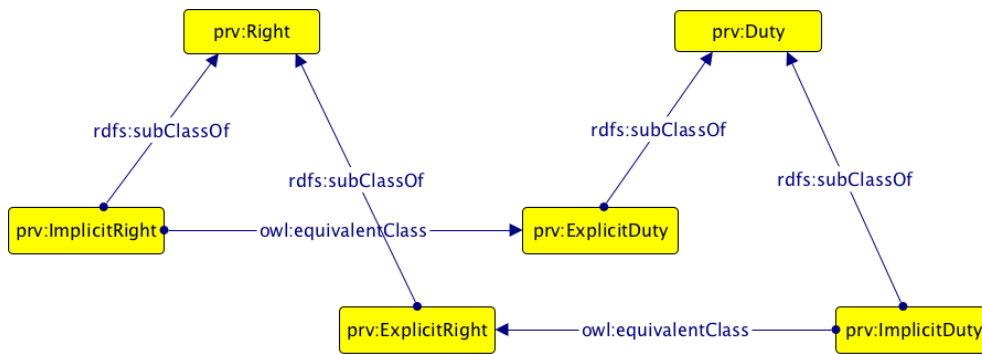 prv:Right
prv:Duty
rdfs:subClassOf
rdfs:subClassOf
rdfs:subClassOf
rdfs:subClassOf
prv:ImplicitRight
owl:equivalentClass
prv:ExplicitDuty
prv:ExplicitRight
owl:equivalentClass
prv:ImplicitDuty